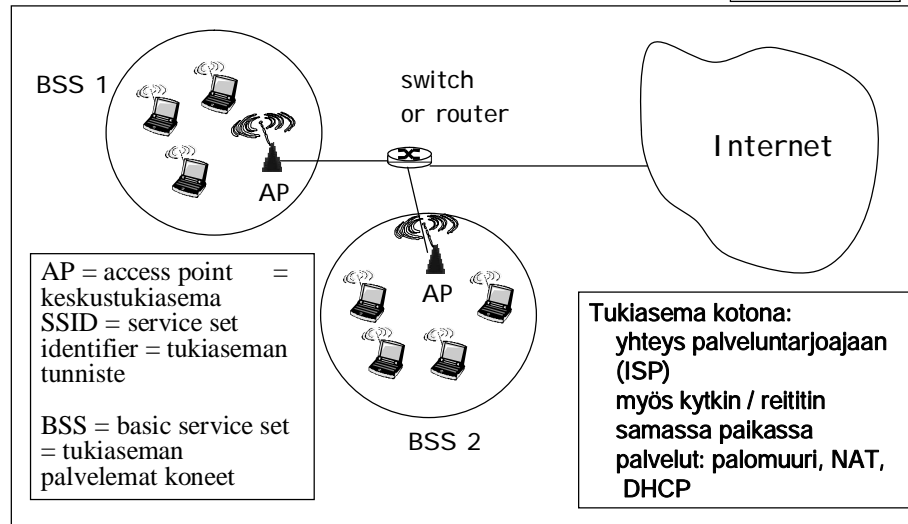 BSS 1
AP
switch
or router
Internet
AP
BSS 2
AP = access point =
keskustukiasema
SSID = service set
identifier = tukiaseman
tunniste
BSS = basic service set
= tukiaseman
palvelemat koneet
Tukiasema kotona:
yhteys palveluntarjoajaan
(ISP)
myös kytkin / reititin
samassa paikassa
palvelut: palomuuri, NAT,
DHCP